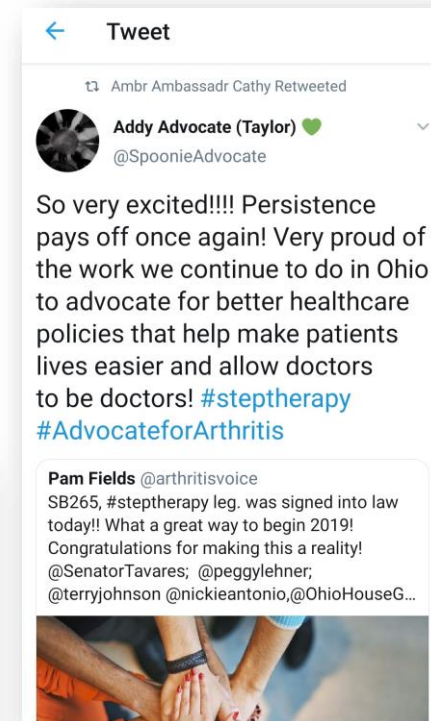 Tweet
Ambr Ambassadr Cathy Retweeted
Addy Advocate (Taylor) 💚
@SpoonieAdvocate
So very excited!!!! Persistence
pays off once again! Very proud of
the work we continue to do in Ohio
to advocate for better healthcare
policies that help make patients
lives easier and allow doctors
to be doctors! #steptherapy
#AdvocateforArthritis
Pam Fields @arthritisvoice
SB265, #steptherapy leg. was signed into law
today!! What a great way to begin 2019!
Congratulations for making this a reality!
@SenatorTavares; @peggylehner;
@terryjohnson @nickieantonio,@OhioHouseG...